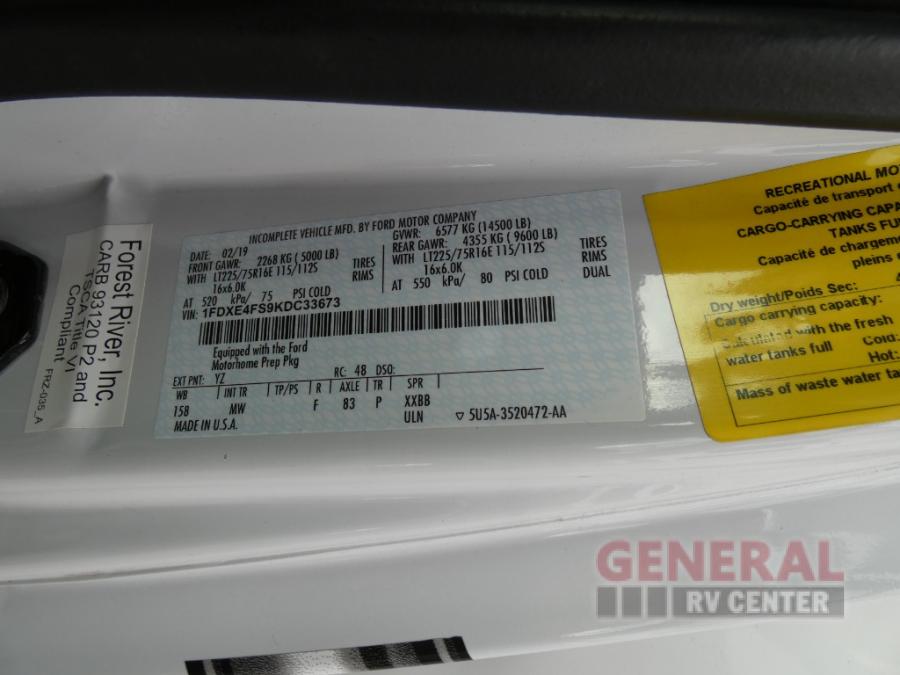 Forest River, Inc.
CARB 93120 P2 and
TSCA Title VI
Compliant FR2-035_A
INCOMPLETE VEHICLE MFD. BY FORD MOTOR COMPANY
DATE: 02/19 GVWR: 6577 KG (14500 LB)
FRONT GAWR: 2268 KG (5000 LB) REAR GAWR: 4355 KG (9600 LB)
WITH LT225/75R16E 115/112S TIRES WITH LT225/75R16E 115/112S TIRES
16x6.0K RIMS 16x6.0K RIMS
AT 520 kPa/ 75 PSI COLD AT 550 kPa/ 80 PSI COLD DUAL
VIN: 1FDXE4FS9KDC33673
Equipped with the Ford
Motorhome Prep Pkg
EXT PNT: YZ RC: 48 DSO:
WB INT TR TP/PS R AXLE TR SPR
158 MW F 83 P XXBB
ULN
MADE IN U.S.A. 5U5A-3520472-AA
RECREATIONAL
Capacité de transport
CARGO-CARRYING
TANKS
Capacité de
pleins
Dry weight/Poids Sec:
Cargo carrying capacity:
Calculated with the fresh
water tanks full Cold:
Hot:
Mass of waste water
GENERAL
RV CENTER